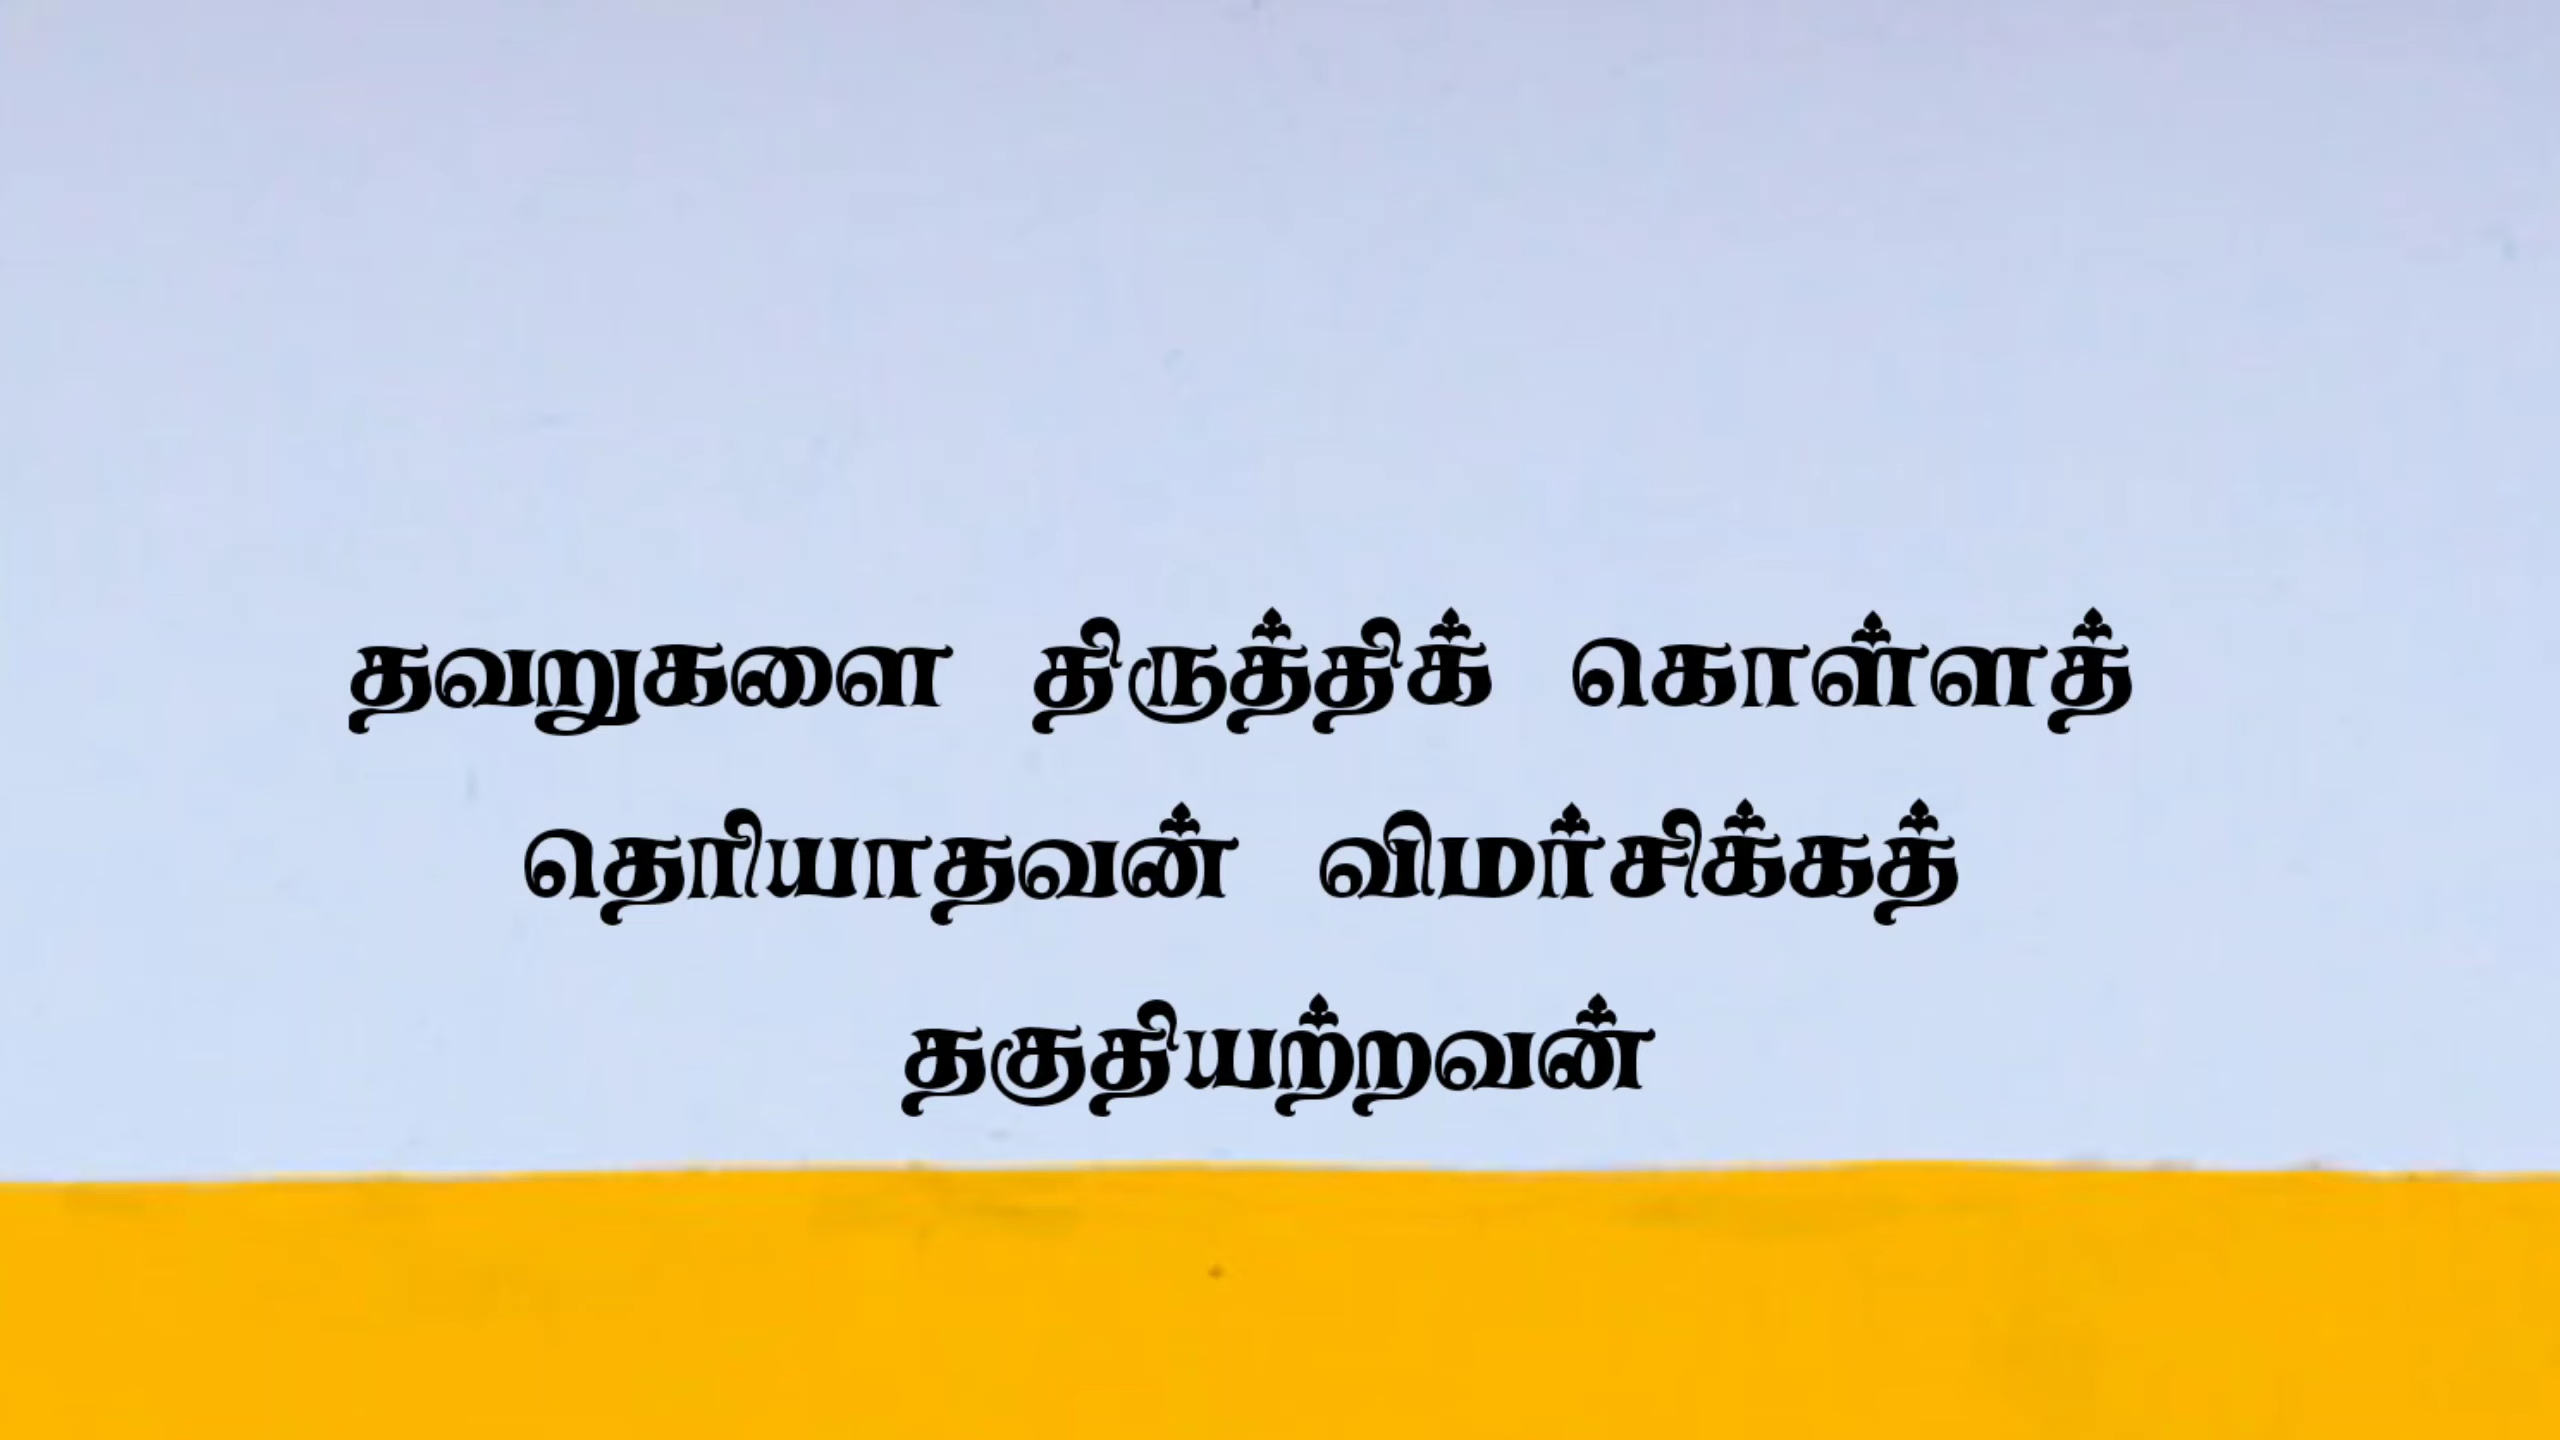 தவறுகளை திருத்திக் கொள்ளத்
தெரியாதவன் விமர்சிக்கத்
தகுதியற்றவன்